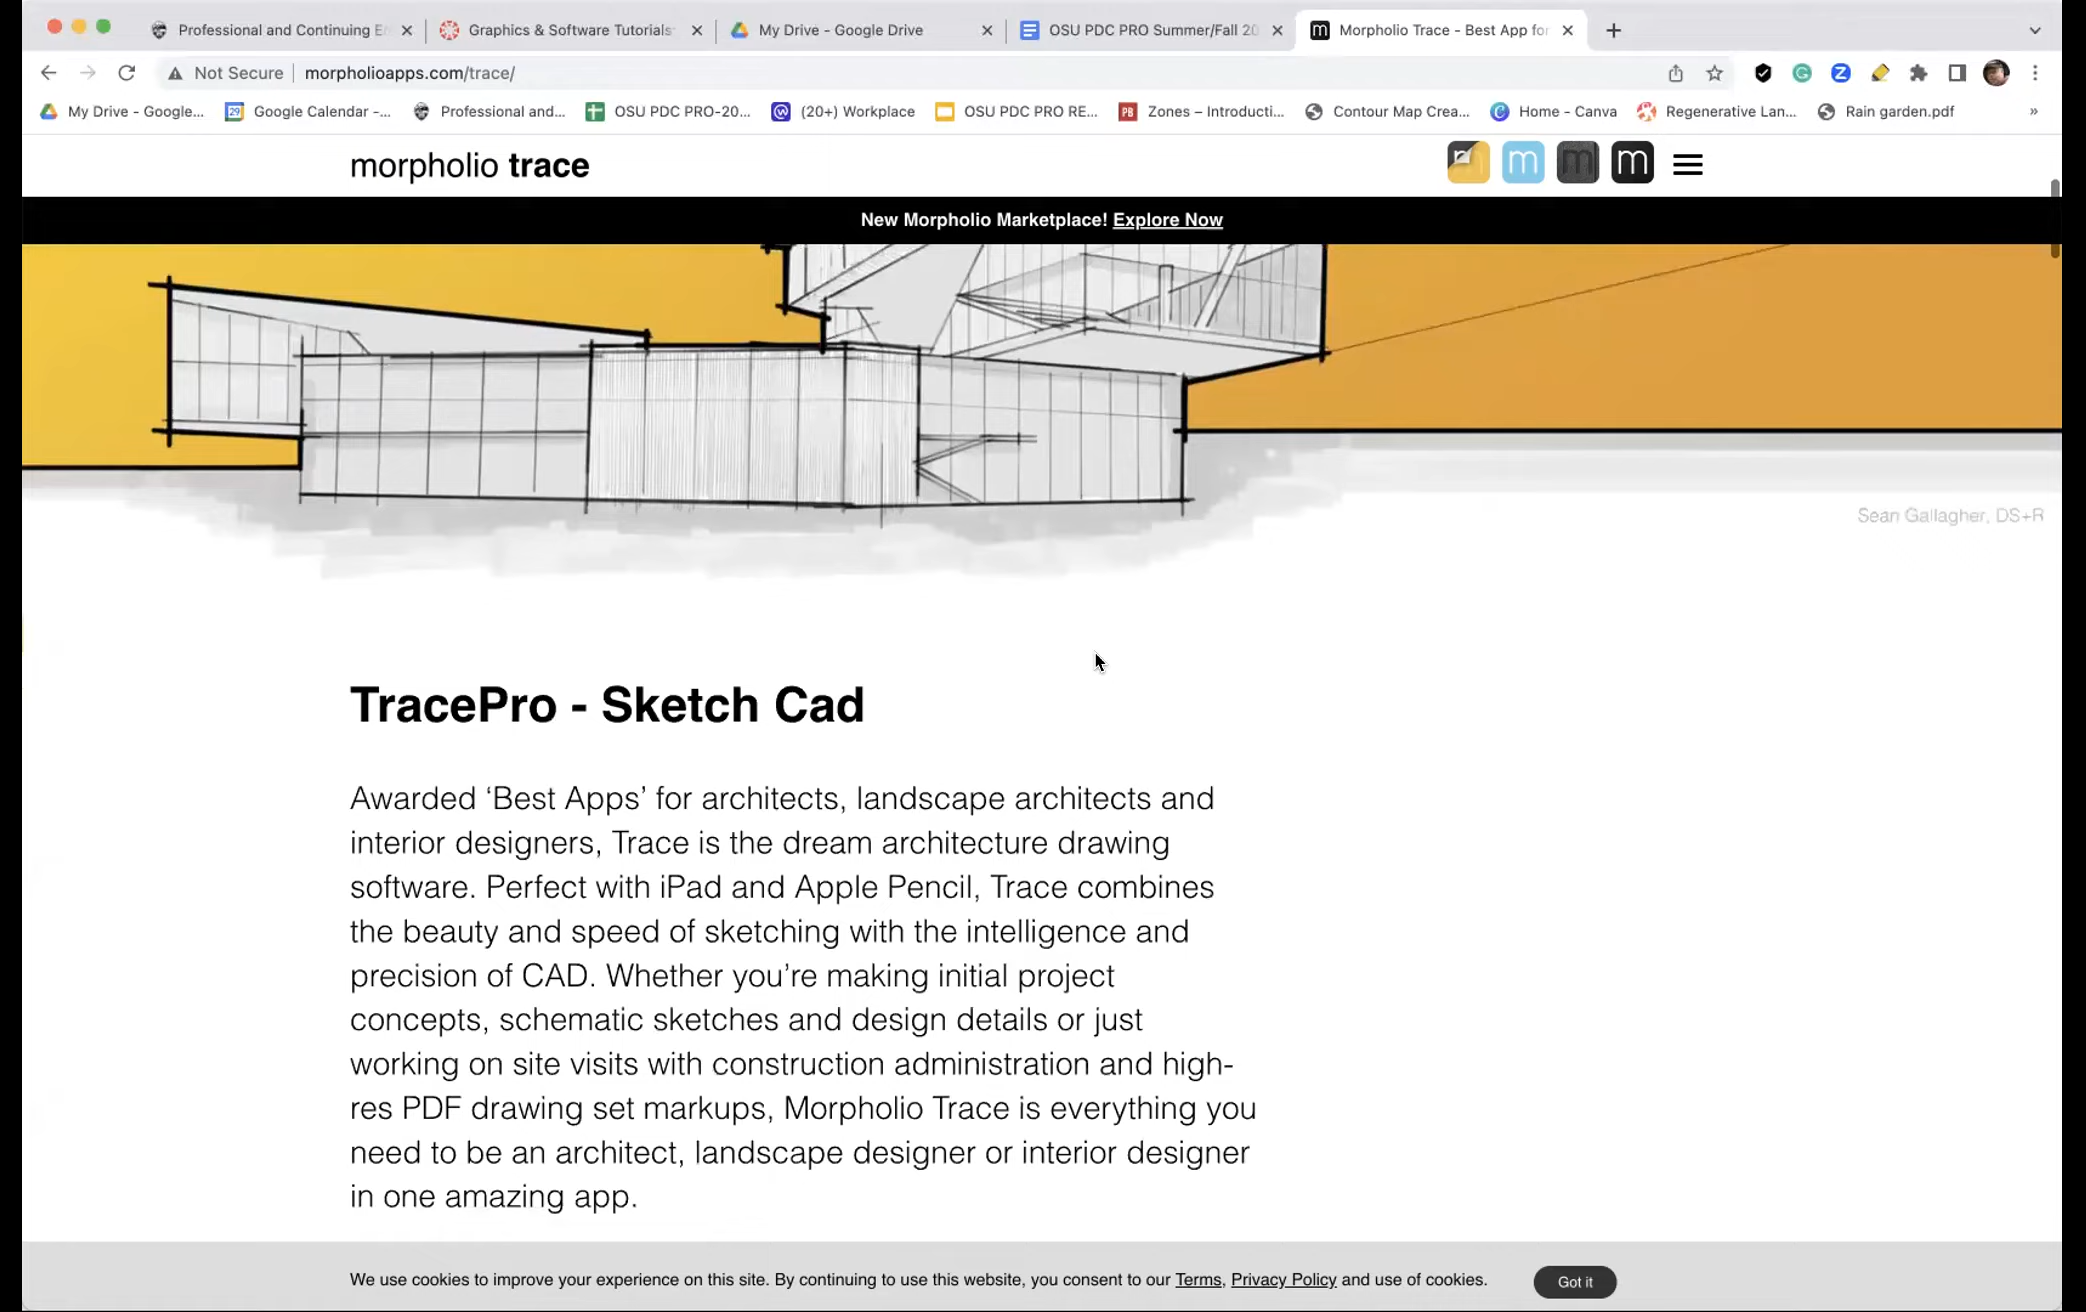 Professional and Continuing E
Graphics & Software Tutorials
My Drive - Google Drive
OSU PDC PRO Summer/Fall 20
Morpholio Trace - Best App for
Not Secure
morpholioapps.com/trace/
My Drive - Google...
Google Calendar -...
Professional and...
OSU PDC PRO-20...
(20+) Workplace
OSU PDC PRO RE...
PB
Zones – Introducti...
Contour Map Crea...
Home - Canva
Regenerative Lan...
Rain garden.pdf
»
morpholio trace
m
m
m
New Morpholio Marketplace! Explore Now
Sean Gallagher, DS+R
TracePro - Sketch Cad
Awarded ‘Best Apps’ for architects, landscape architects and
interior designers, Trace is the dream architecture drawing
software. Perfect with iPad and Apple Pencil, Trace combines
the beauty and speed of sketching with the intelligence and
precision of CAD. Whether you’re making initial project
concepts, schematic sketches and design details or just
working on site visits with construction administration and high-
res PDF drawing set markups, Morpholio Trace is everything you
need to be an architect, landscape designer or interior designer
in one amazing app.
We use cookies to improve your experience on this site. By continuing to use this website, you consent to our Terms, Privacy Policy and use of cookies.
Got it